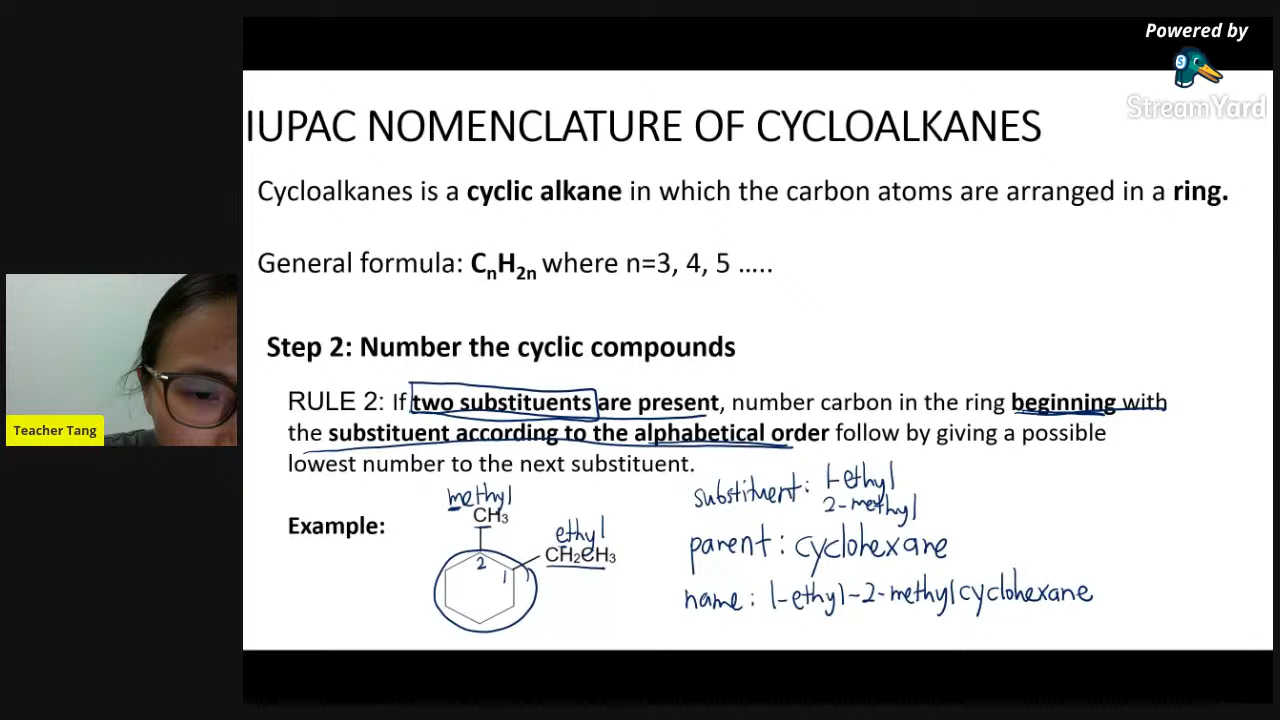 Powered by
StreamYard
IUPAC NOMENCLATURE OF CYCLOALKANES
Cycloalkanes is a cyclic alkane in which the carbon atoms are arranged in a ring.
General formula: CnH2n where n=3, 4, 5 .....
Step 2: Number the cyclic compounds
RULE 2: If two substituents are present, number carbon in the ring beginning with
the substituent according to the alphabetical order follow by giving a possible
lowest number to the next substituent.
Example:
methyl
CH3
ethyl
CH2CH3
2
1
substituent: 1-ethyl
2-methyl
parent: cyclohexane
name: 1-ethyl-2-methylcyclohexane
Teacher Tang